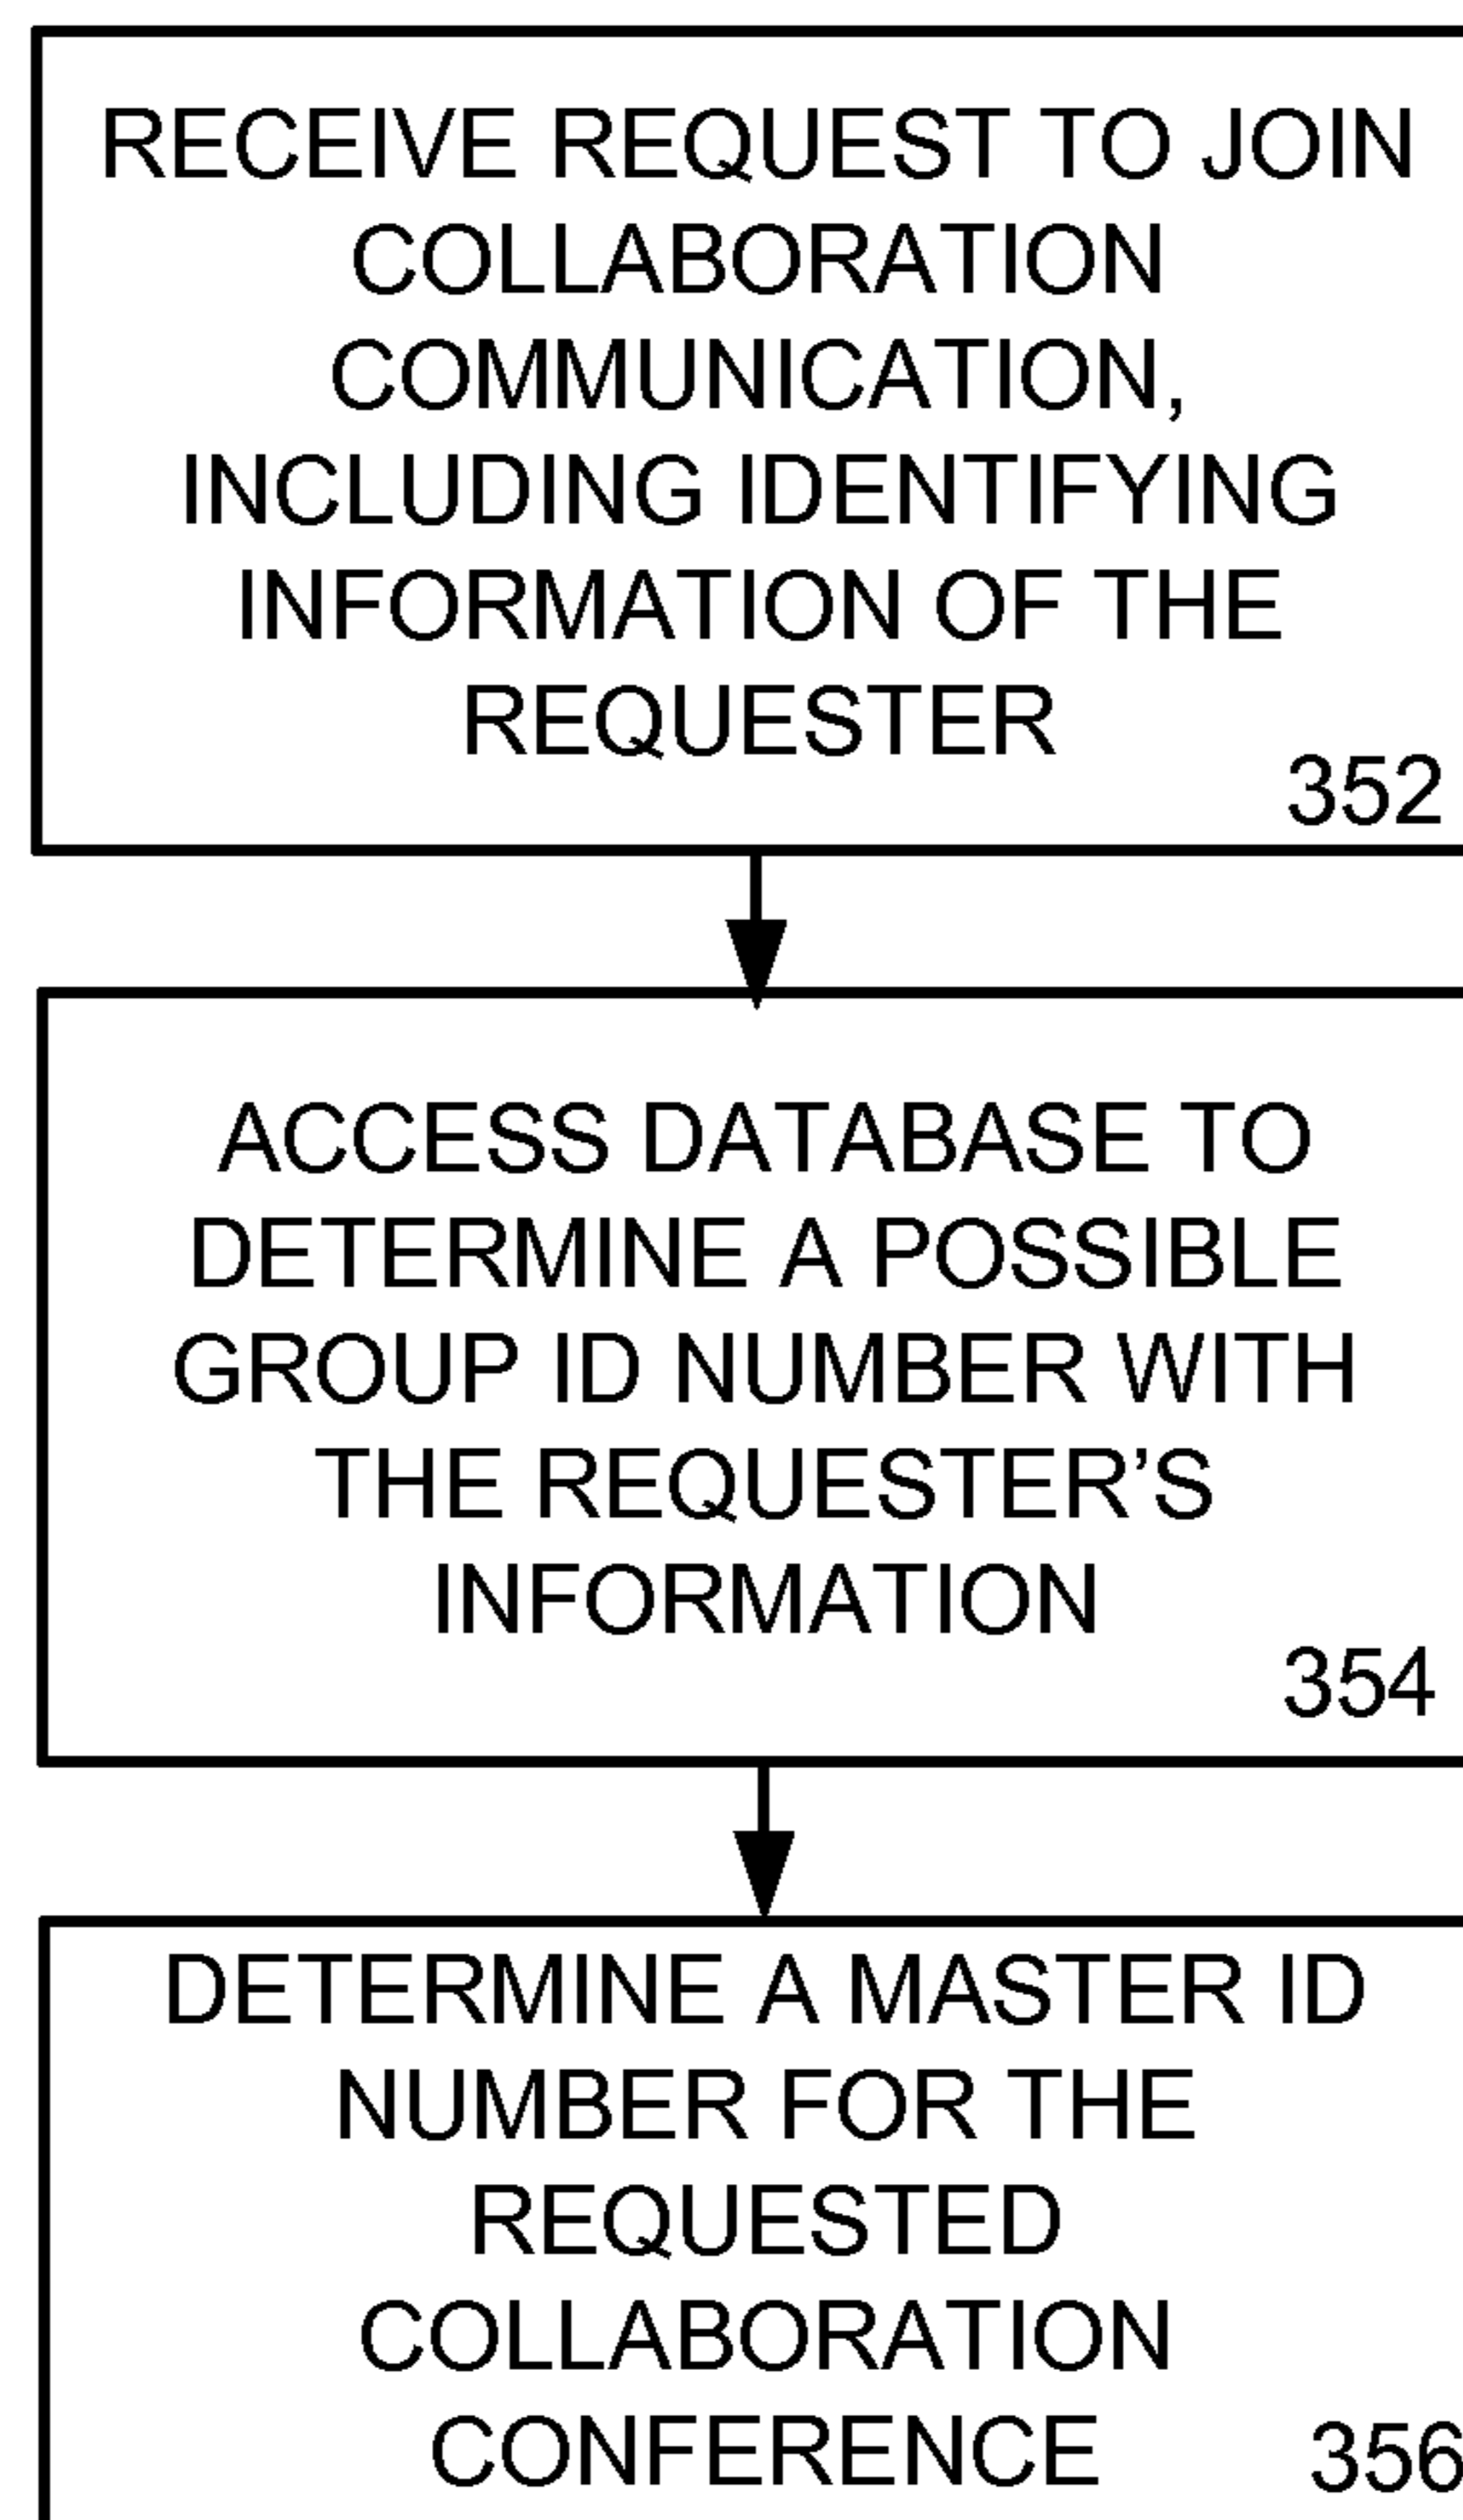 RECEIVE REQUEST TO JOIN
COLLABORATION
COMMUNICATION,
INCLUDING IDENTIFYING
INFORMATION OF THE
REQUESTER
352
ACCESS DATABASE TO
DETERMINE A POSSIBLE
GROUP ID NUMBER WITH
THE REQUESTER’S
INFORMATION
354
DETERMINE A MASTER ID
NUMBER FOR THE
REQUESTED
COLLABORATION
CONFERENCE
356